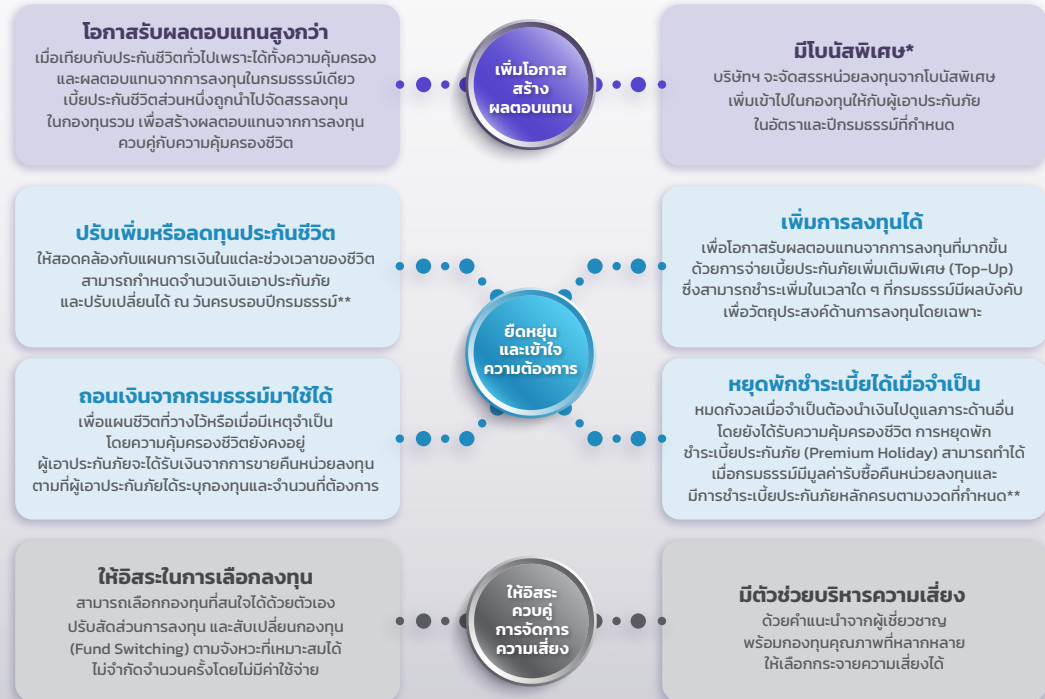 โอกาสรับผลตอบแทนสูงกว่า
เมื่อเทียบกับประกันชีวิตทั่วไปเพราะได้ทั้งความคุ้มครอง
และผลตอบแทนจากการลงทุนในกรมธรรม์เดียว
เบี้ยประกันชีวิตส่วนหนึ่งถูกนำไปจัดสรรลงทุน
ในกองทุนรวม เพื่อสร้างผลตอบแทนจากการลงทุน
ควบคู่กับความคุ้มครองชีวิต
เพิ่มโอกาส
สร้าง
ผลตอบแทน
มีโบนัสพิเศษ*
บริษัทฯ จะจัดสรรหน่วยลงทุนจากโบนัสพิเศษ
เพิ่มเข้าไปในกองทุนให้กับผู้เอาประกันภัย
ในอัตราและปีกรมธรรม์ที่กำหนด
ปรับเพิ่มหรือลดทุนประกันชีวิต
ให้สอดคล้องกับแผนการเงินในแต่ละช่วงเวลาของชีวิต
สามารถกำหนดจำนวนเงินเอาประกันภัย
และปรับเปลี่ยนได้ ณ วันครบรอบปีกรมธรรม์**
เพิ่มการลงทุนได้
เพื่อโอกาสรับผลตอบแทนจากการลงทุนที่มากขึ้น
ด้วยการจ่ายเบี้ยประกันภัยเพิ่มเติมพิเศษ (Top-Up)
ซึ่งสามารถชำระเพิ่มในเวลาใด ๆ ที่กรมธรรม์มีผลบังคับ
เพื่อวัตถุประสงค์ด้านการลงทุนโดยเฉพาะ
ยืดหยุ่น
และเข้าใจ
ความต้องการ
ถอนเงินจากกรมธรรม์มาใช้ได้
เพื่อแผนชีวิตที่วางไว้หรือเมื่อมีเหตุจำเป็น
โดยความคุ้มครองชีวิตยังคงอยู่
ผู้เอาประกันภัยจะได้รับเงินจากการขายคืนหน่วยลงทุน
ตามที่ผู้เอาประกันภัยได้ระบุกองทุนและจำนวนที่ต้องการ
หยุดพักชำระเบี้ยได้เมื่อจำเป็น
หมดกังวลเมื่อจำเป็นต้องนำเงินไปดูแลภาระด้านอื่น
โดยยังได้รับความคุ้มครองชีวิต การหยุดพัก
ชำระเบี้ยประกันภัย (Premium Holiday) สามารถทำได้
เมื่อกรมธรรม์มีมูลค่ารับซื้อคืนหน่วยลงทุนและ
มีการชำระเบี้ยประกันภัยหลักครบตามงวดที่กำหนด**
ให้อิสระในการเลือกลงทุน
สามารถเลือกกองทุนที่สนใจได้ด้วยตัวเอง
ปรับสัดส่วนการลงทุน และสับเปลี่ยนกองทุน
(Fund Switching) ตามจังหวะที่เหมาะสมได้
ไม่จำกัดจำนวนครั้งโดยไม่มีค่าใช้จ่าย
ให้อิสระ
ควบคู่
การจัดการ
ความเสี่ยง
มีตัวช่วยบริหารความเสี่ยง
ด้วยคำแนะนำจากผู้เชี่ยวชาญ
พร้อมกองทุนคุณภาพที่หลากหลาย
ให้เลือกกระจายความเสี่ยงได้